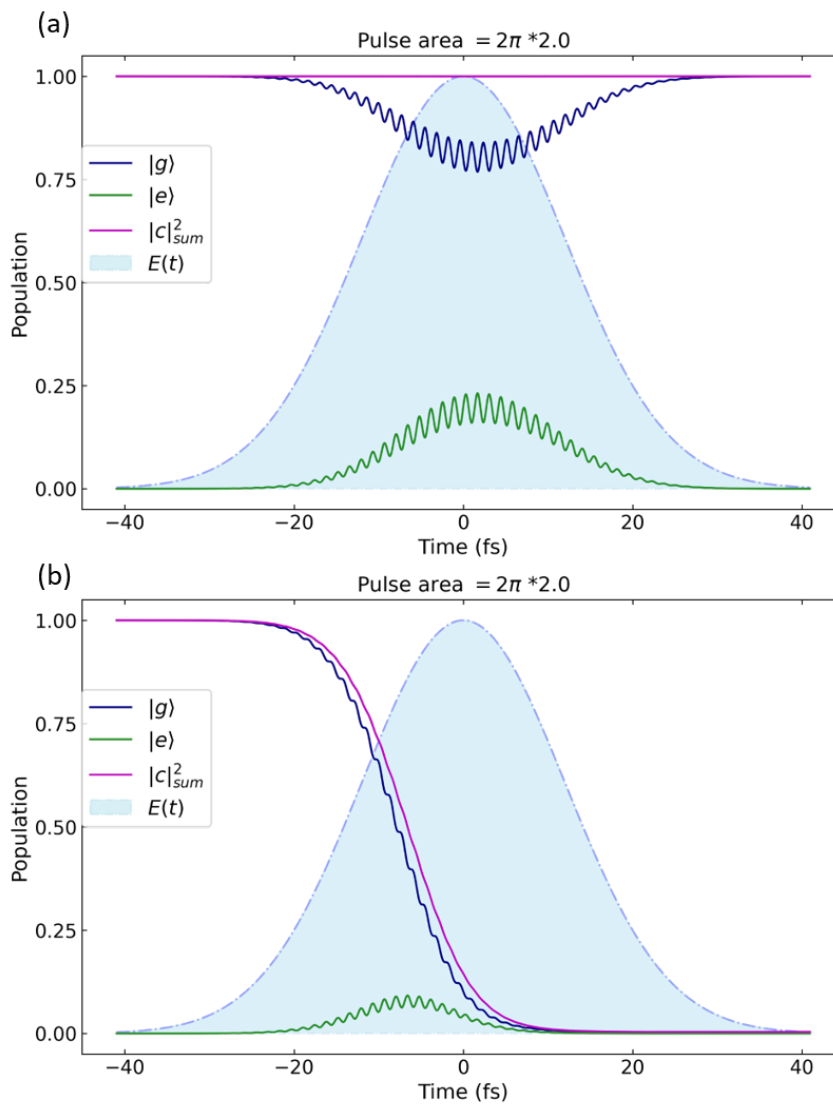 (a)
Pulse area = 2π *2.0
1.00
0.75
0.50
0.25
0.00
Population
|g⟩
|e⟩
|c|²sum
E(t)
−40 −20 0 20 40
Time (fs)
(b)
Pulse area = 2π *2.0
1.00
0.75
0.50
0.25
0.00
Population
|g⟩
|e⟩
|c|²sum
E(t)
−40 −20 0 20 40
Time (fs)